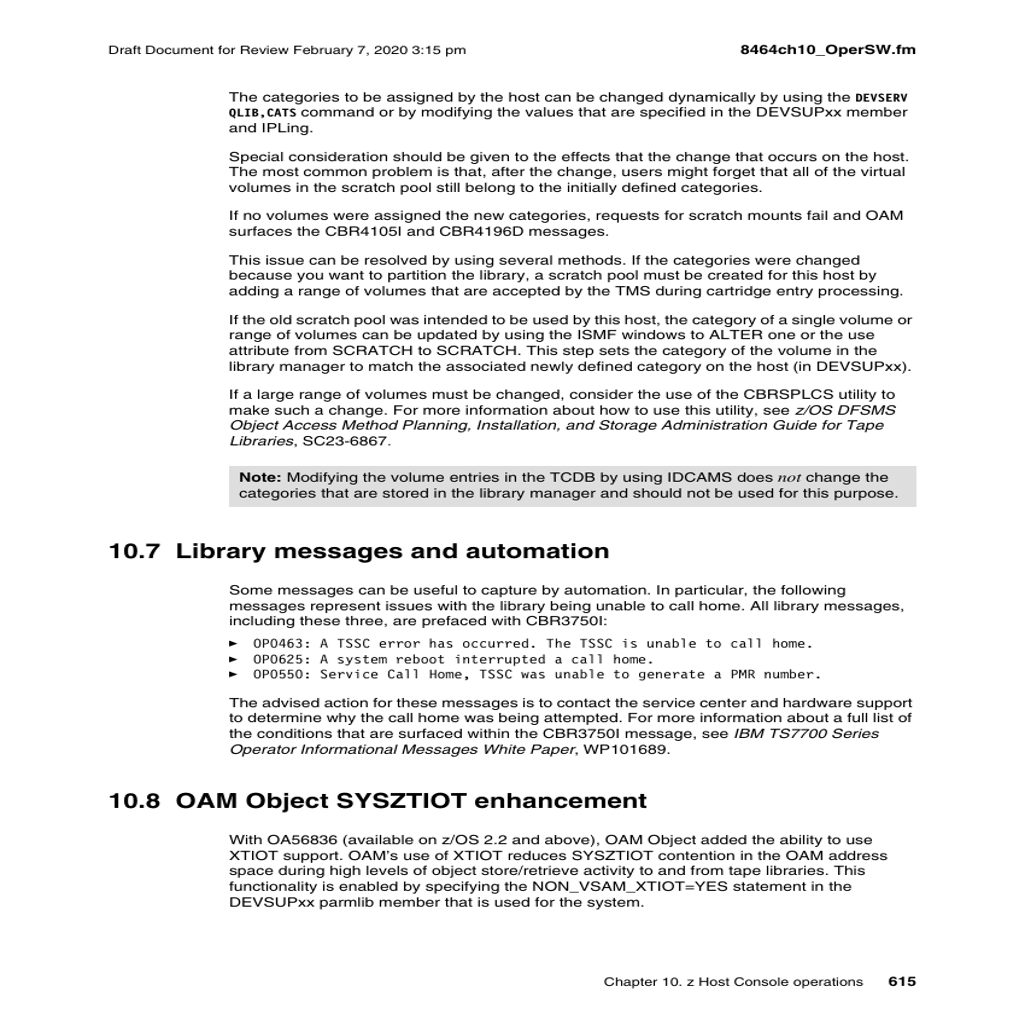 Draft Document for Review February 7, 2020 3:15 pm 8464ch10_OperSW.fm
The categories to be assigned by the host can be changed dynamically by using the DEVSERV
QLIB,CATS command or by modifying the values that are specified in the DEVSUPxx member
and IPLing.
Special consideration should be given to the effects that the change that occurs on the host.
The most common problem is that, after the change, users might forget that all of the virtual
volumes in the scratch pool still belong to the initially defined categories.
If no volumes were assigned the new categories, requests for scratch mounts fail and OAM
surfaces the CBR4105I and CBR4196D messages.
This issue can be resolved by using several methods. If the categories were changed
because you want to partition the library, a scratch pool must be created for this host by
adding a range of volumes that are accepted by the TMS during cartridge entry processing.
If the old scratch pool was intended to be used by this host, the category of a single volume or
range of volumes can be updated by using the ISMF windows to ALTER one or the use
attribute from SCRATCH to SCRATCH. This step sets the category of the volume in the
library manager to match the associated newly defined category on the host (in DEVSUPxx).
If a large range of volumes must be changed, consider the use of the CBRSPLCS utility to
make such a change. For more information about how to use this utility, see z/OS DFSMS
Object Access Method Planning, Installation, and Storage Administration Guide for Tape
Libraries, SC23-6867.
Note: Modifying the volume entries in the TCDB by using IDCAMS does not change the
categories that are stored in the library manager and should not be used for this purpose.
10.7 Library messages and automation
Some messages can be useful to capture by automation. In particular, the following
messages represent issues with the library being unable to call home. All library messages,
including these three, are prefaced with CBR3750I:
► OP0463: A TSSC error has occurred. The TSSC is unable to call home.
► OP0625: A system reboot interrupted a call home.
► OP0550: Service Call Home, TSSC was unable to generate a PMR number.
The advised action for these messages is to contact the service center and hardware support
to determine why the call home was being attempted. For more information about a full list of
the conditions that are surfaced within the CBR3750I message, see IBM TS7700 Series
Operator Informational Messages White Paper, WP101689.
10.8 OAM Object SYSZTIOT enhancement
With OA56836 (available on z/OS 2.2 and above), OAM Object added the ability to use
XTIOT support. OAM's use of XTIOT reduces SYSZTIOT contention in the OAM address
space during high levels of object store/retrieve activity to and from tape libraries. This
functionality is enabled by specifying the NON_VSAM_XTIOT=YES statement in the
DEVSUPxx parmlib member that is used for the system.
Chapter 10. z Host Console operations 615